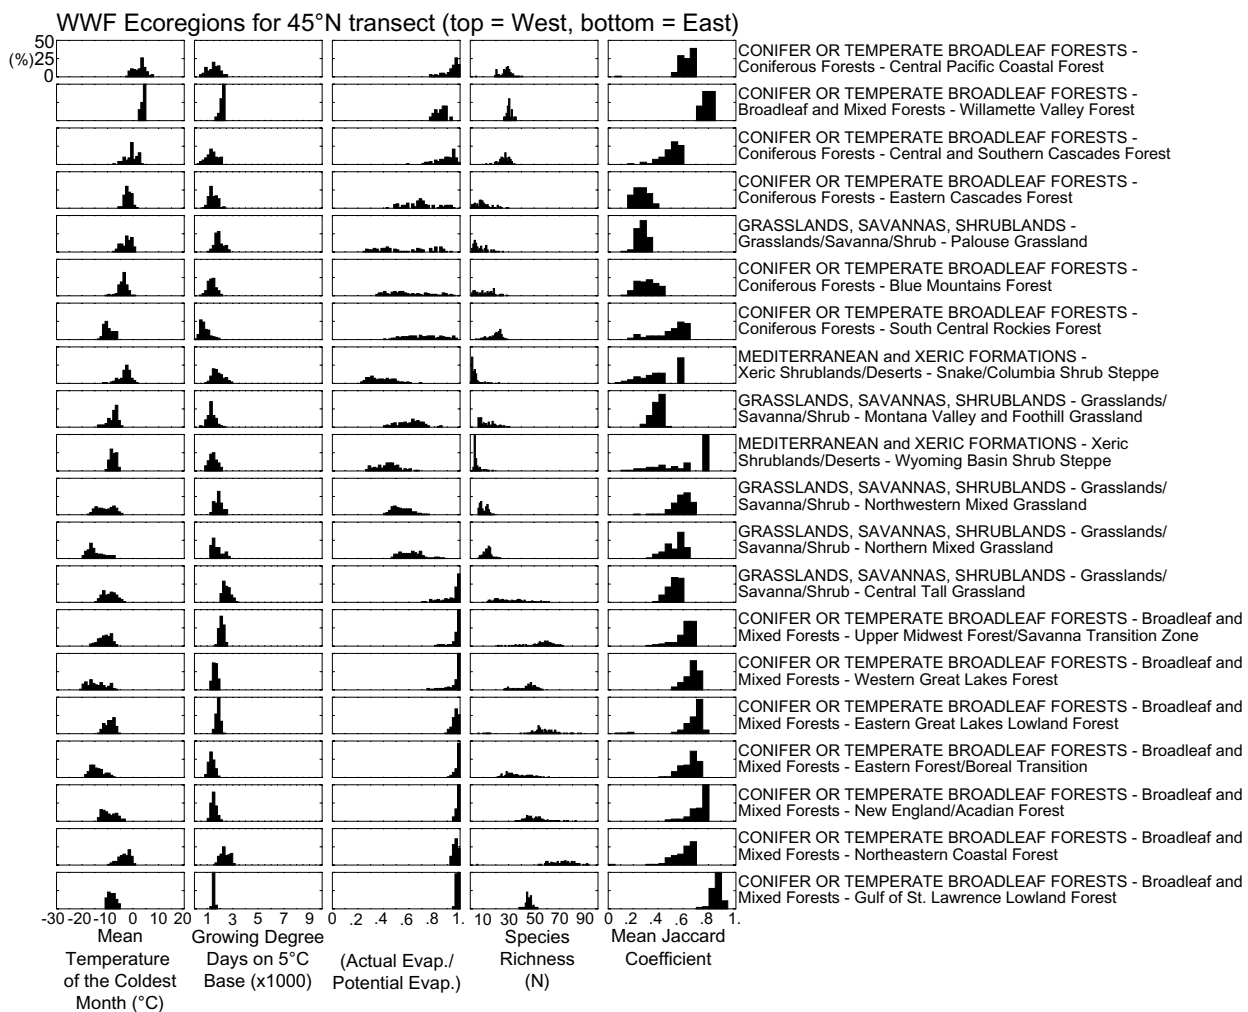 WWF Ecoregions for 45°N transect (top = West, bottom = East)
50
(%) 25
0
CONIFER OR TEMPERATE BROADLEAF FORESTS -
Coniferous Forests - Central Pacific Coastal Forest
CONIFER OR TEMPERATE BROADLEAF FORESTS -
Broadleaf and Mixed Forests - Willamette Valley Forest
CONIFER OR TEMPERATE BROADLEAF FORESTS -
Coniferous Forests - Central and Southern Cascades Forest
CONIFER OR TEMPERATE BROADLEAF FORESTS -
Coniferous Forests - Eastern Cascades Forest
GRASSLANDS, SAVANNAS, SHRUBLANDS -
Grasslands/Savanna/Shrub - Palouse Grassland
CONIFER OR TEMPERATE BROADLEAF FORESTS -
Coniferous Forests - Blue Mountains Forest
CONIFER OR TEMPERATE BROADLEAF FORESTS -
Coniferous Forests - South Central Rockies Forest
MEDITERRANEAN and XERIC FORMATIONS -
Xeric Shrublands/Deserts - Snake/Columbia Shrub Steppe
GRASSLANDS, SAVANNAS, SHRUBLANDS - Grasslands/
Savanna/Shrub - Montana Valley and Foothill Grassland
MEDITERRANEAN and XERIC FORMATIONS - Xeric
Shrublands/Deserts - Wyoming Basin Shrub Steppe
GRASSLANDS, SAVANNAS, SHRUBLANDS - Grasslands/
Savanna/Shrub - Northwestern Mixed Grassland
GRASSLANDS, SAVANNAS, SHRUBLANDS - Grasslands/
Savanna/Shrub - Northern Mixed Grassland
GRASSLANDS, SAVANNAS, SHRUBLANDS - Grasslands/
Savanna/Shrub - Central Tall Grassland
CONIFER OR TEMPERATE BROADLEAF FORESTS - Broadleaf and
Mixed Forests - Upper Midwest Forest/Savanna Transition Zone
CONIFER OR TEMPERATE BROADLEAF FORESTS - Broadleaf and
Mixed Forests - Western Great Lakes Forest
CONIFER OR TEMPERATE BROADLEAF FORESTS - Broadleaf and
Mixed Forests - Eastern Great Lakes Lowland Forest
CONIFER OR TEMPERATE BROADLEAF FORESTS - Broadleaf and
Mixed Forests - Eastern Forest/Boreal Transition
CONIFER OR TEMPERATE BROADLEAF FORESTS - Broadleaf and
Mixed Forests - New England/Acadian Forest
CONIFER OR TEMPERATE BROADLEAF FORESTS - Broadleaf and
Mixed Forests - Northeastern Coastal Forest
CONIFER OR TEMPERATE BROADLEAF FORESTS - Broadleaf and
Mixed Forests - Gulf of St. Lawrence Lowland Forest
-30 -20 -10 0 10 20
Mean
Temperature
of the Coldest
Month (°C)
1 3 5 7 9
Growing Degree
Days on 5°C
Base (x1000)
0 .2 .4 .6 .8 1.
(Actual Evap./
Potential Evap.)
10 30 50 70 90
Species
Richness
(N)
0 .2 .4 .6 .8 1.
Mean Jaccard
Coefficient